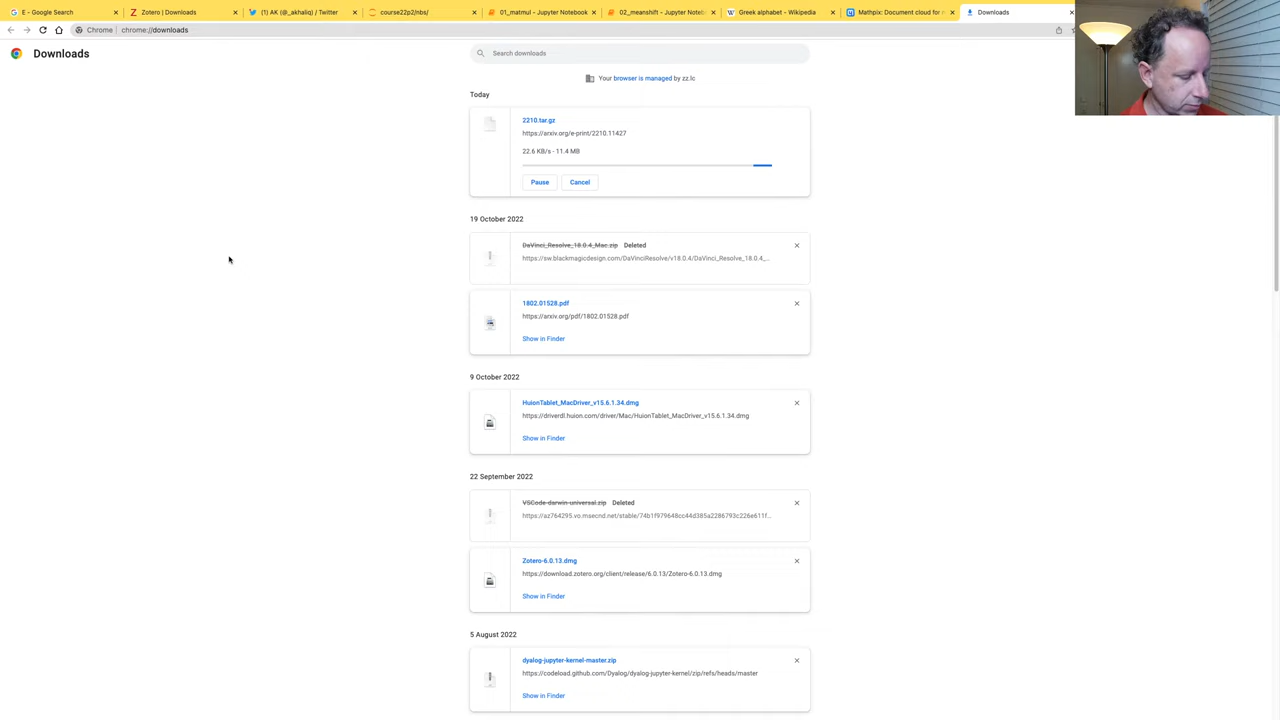 E - Google Search
Zotero | Downloads
(1) AK (@_akhaliq) / Twitter
course22p2/nbs/
01_matmul - Jupyter Notebook
02_meanshift - Jupyter Notebo
Greek alphabet - Wikipedia
Mathpix: Document cloud for r
Downloads
Chrome | chrome://downloads
Downloads
Search downloads
Your browser is managed by zz.lc
Today
2210.tar.gz
https://arxiv.org/e-print/2210.11427
22.6 KB/s - 11.4 MB
Pause
Cancel
19 October 2022
DaVinci_Resolve_18.0.4_Mac.zip Deleted
https://sw.blackmagicdesign.com/DaVinciResolve/v18.0.4/DaVinci_Resolve_18.0.4_...
1802.01528.pdf
https://arxiv.org/pdf/1802.01528.pdf
Show in Finder
9 October 2022
HuionTablet_MacDriver_v15.6.1.34.dmg
https://driverdl.huion.com/driver/Mac/HuionTablet_MacDriver_v15.6.1.34.dmg
Show in Finder
22 September 2022
VSCode-darwin-universal.zip Deleted
https://az764295.vo.msecnd.net/stable/74b1f979648cc44d385a2286793c226e611f...
Zotero-6.0.13.dmg
https://download.zotero.org/client/release/6.0.13/Zotero-6.0.13.dmg
Show in Finder
5 August 2022
dyalog-jupyter-kernel-master.zip
https://codeload.github.com/Dyalog/dyalog-jupyter-kernel/zip/refs/heads/master
Show in Finder